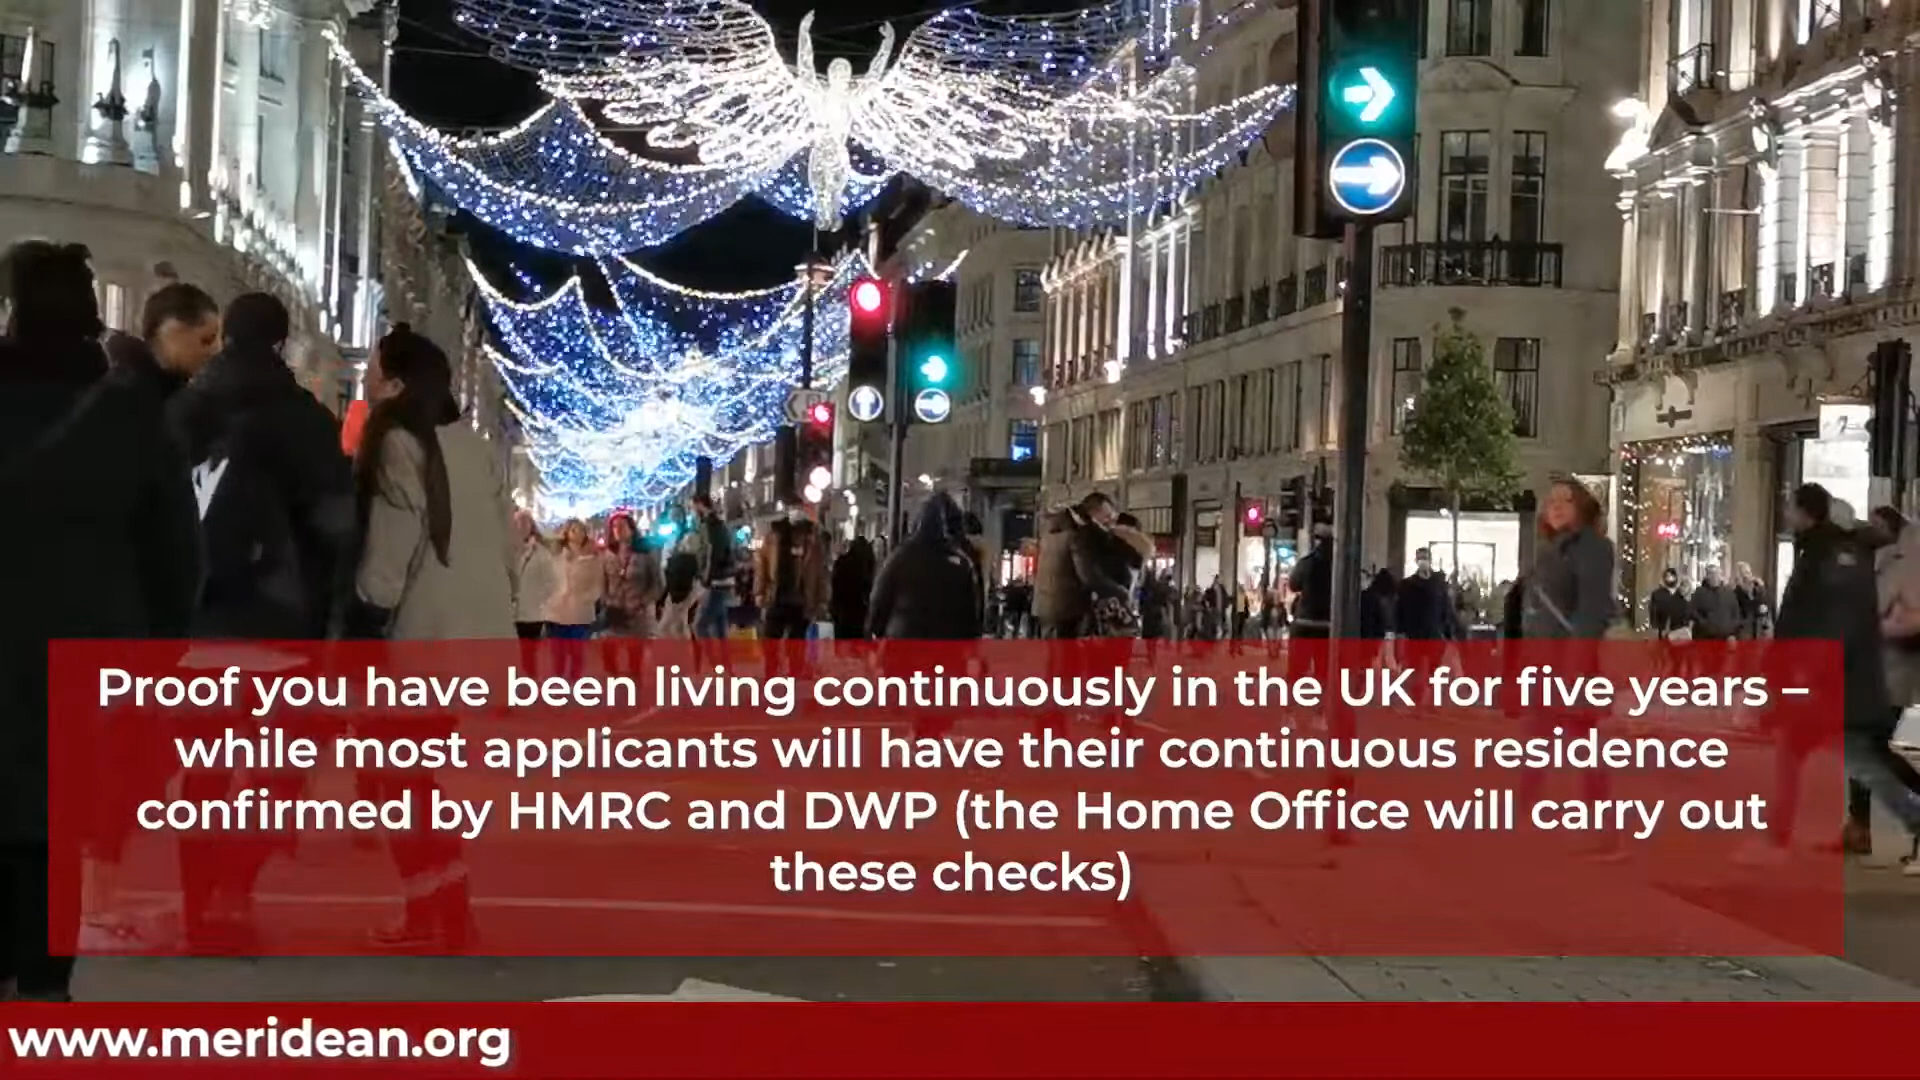 Proof you have been living continuously in the UK for five years –
while most applicants will have their continuous residence
confirmed by HMRC and DWP (the Home Office will carry out
these checks)
www.meridean.org